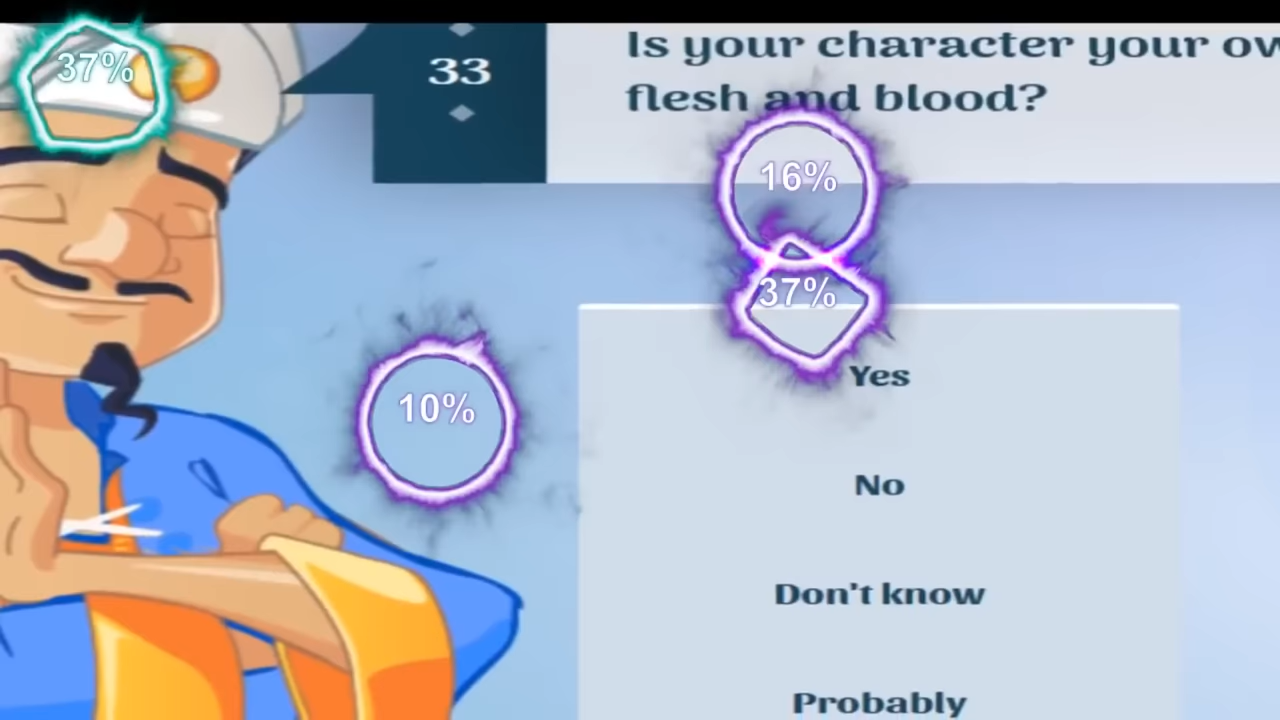 37%
33
Is your character your ow
flesh and blood?
16%
37%
10%
Yes
No
Don't know
Probably